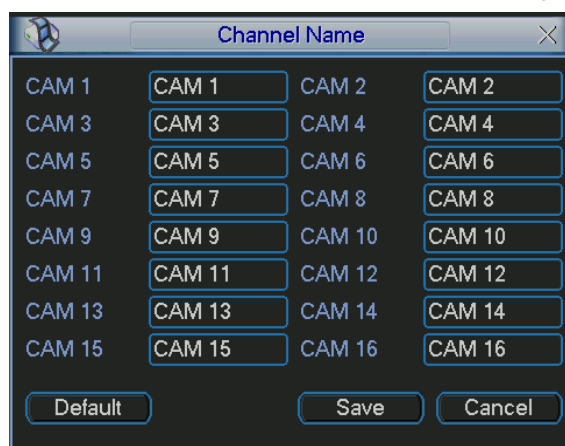 Channel Name
CAM 1 CAM 1 CAM 2 CAM 2
CAM 3 CAM 3 CAM 4 CAM 4
CAM 5 CAM 5 CAM 6 CAM 6
CAM 7 CAM 7 CAM 8 CAM 8
CAM 9 CAM 9 CAM 10 CAM 10
CAM 11 CAM 11 CAM 12 CAM 12
CAM 13 CAM 13 CAM 14 CAM 14
CAM 15 CAM 15 CAM 16 CAM 16
Default Save Cancel